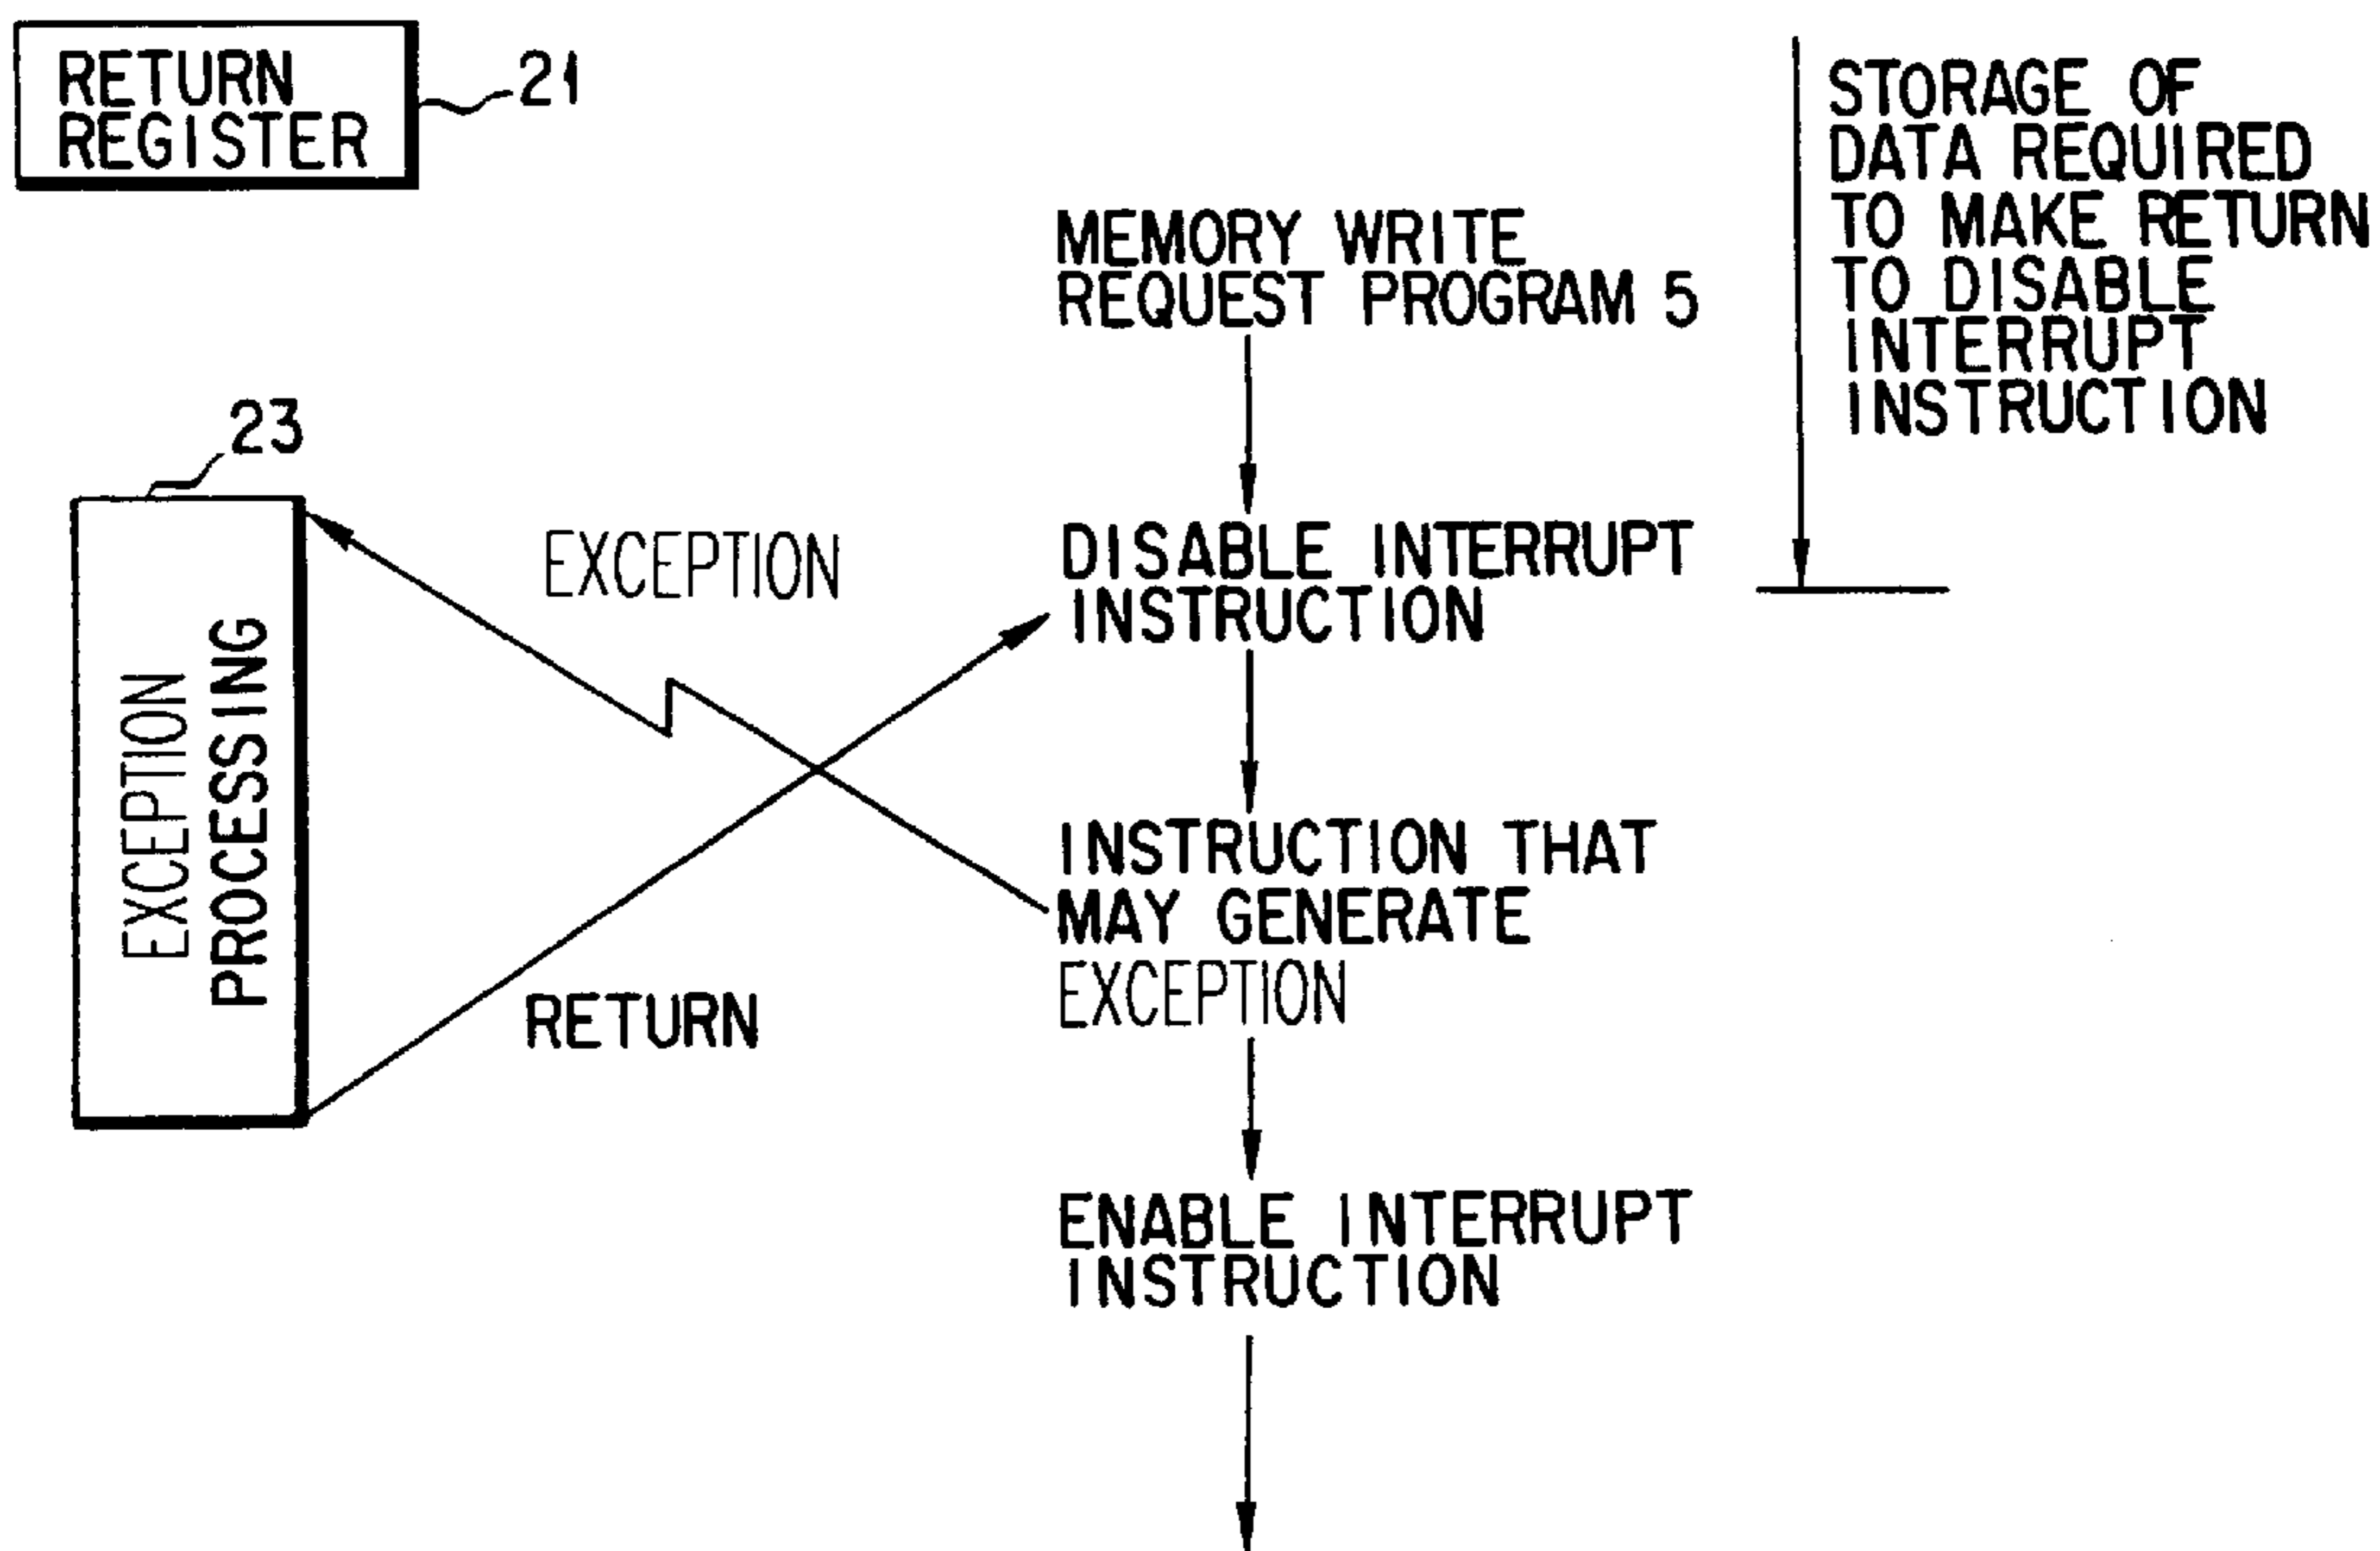 RETURN
REGISTER
21
STORAGE OF
DATA REQUIRED
TO MAKE RETURN
TO DISABLE
INTERRUPT
INSTRUCTION
MEMORY WRITE
REQUEST PROGRAM 5
23
EXCEPTION
PROCESSING
EXCEPTION
DISABLE INTERRUPT
INSTRUCTION
INSTRUCTION THAT
MAY GENERATE
EXCEPTION
RETURN
ENABLE INTERRUPT
INSTRUCTION